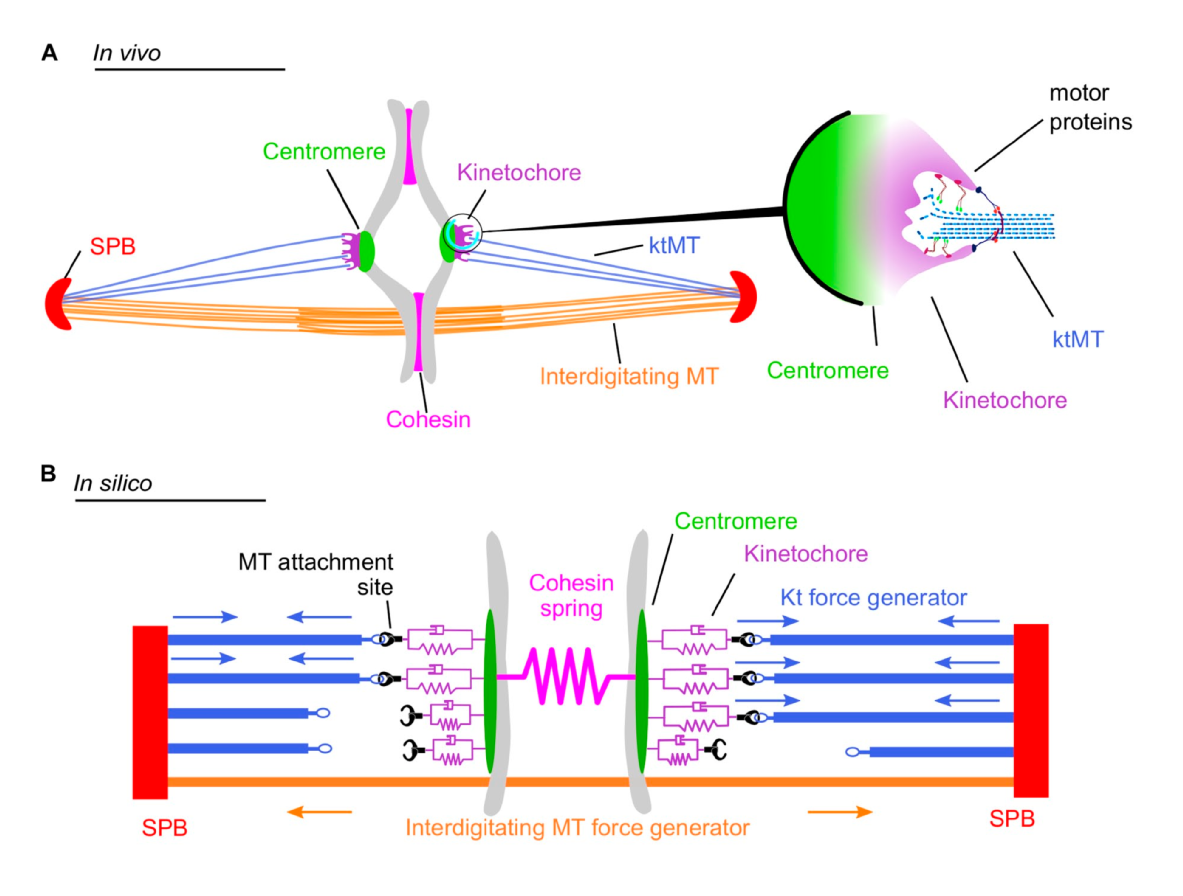 A
In vivo
motor
proteins
Centromere
Kinetochore
SPB
ktMT
ktMT
Interdigitating MT
Centromere
Kinetochore
Cohesin
B
In silico
Centromere
MT attachment
site
Kinetochore
Cohesin
spring
Kt force generator
SPB
Interdigitating MT force generator
SPB